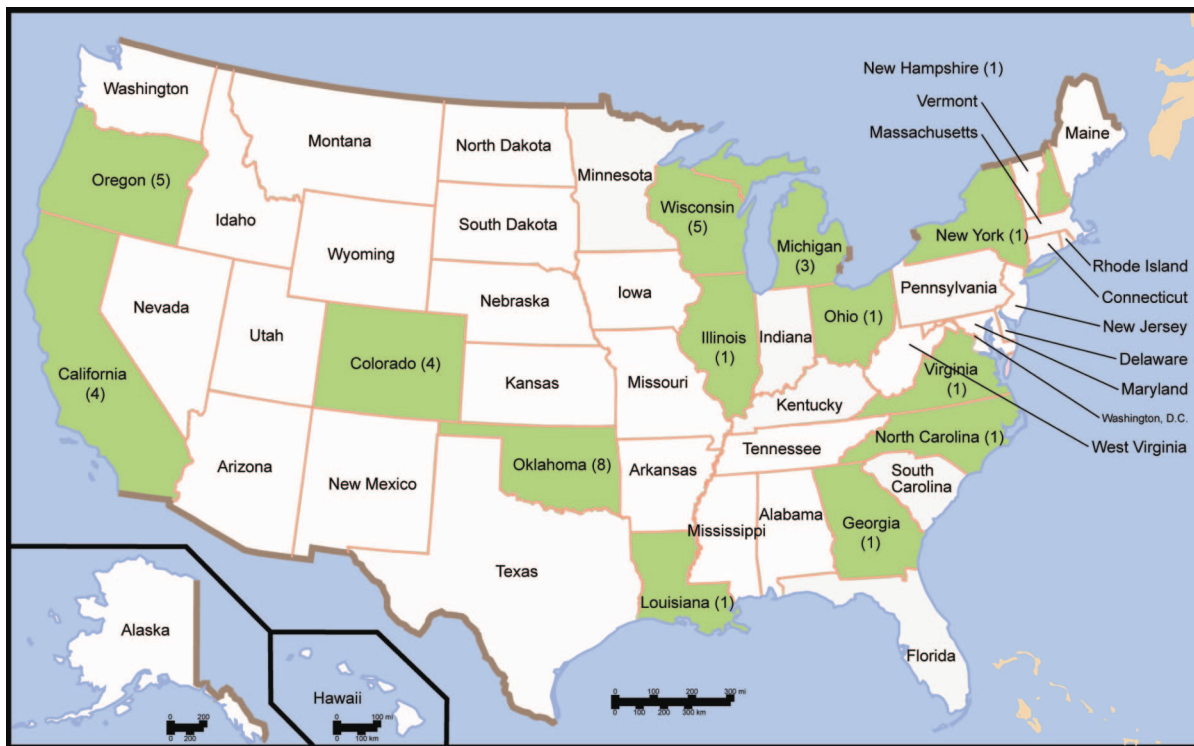 New Hampshire (1)
Vermont
Massachusetts
Maine
Washington
Montana
North Dakota
Minnesota
Oregon (5)
Idaho
Wyoming
South Dakota
Wisconsin
(5)
Michigan
(3)
New York (1)
Rhode Island
Connecticut
New Jersey
Delaware
Maryland
Washington, D.C.
West Virginia
Nevada
Utah
Colorado (4)
Nebraska
Iowa
Illinois
(1)
Indiana
Ohio (1)
Pennsylvania
California
(4)
Kansas
Missouri
Kentucky
Virginia
(1)
Arizona
New Mexico
Oklahoma (8)
Arkansas
Tennessee
North Carolina (1)
South
Carolina
Texas
Louisiana (1)
Mississippi
Alabama
Georgia
(1)
Florida
Alaska
0 200
0 200
Hawaii
0 100 mi
0 100 km
0 100 200 300 mi
0 100 200 300 km